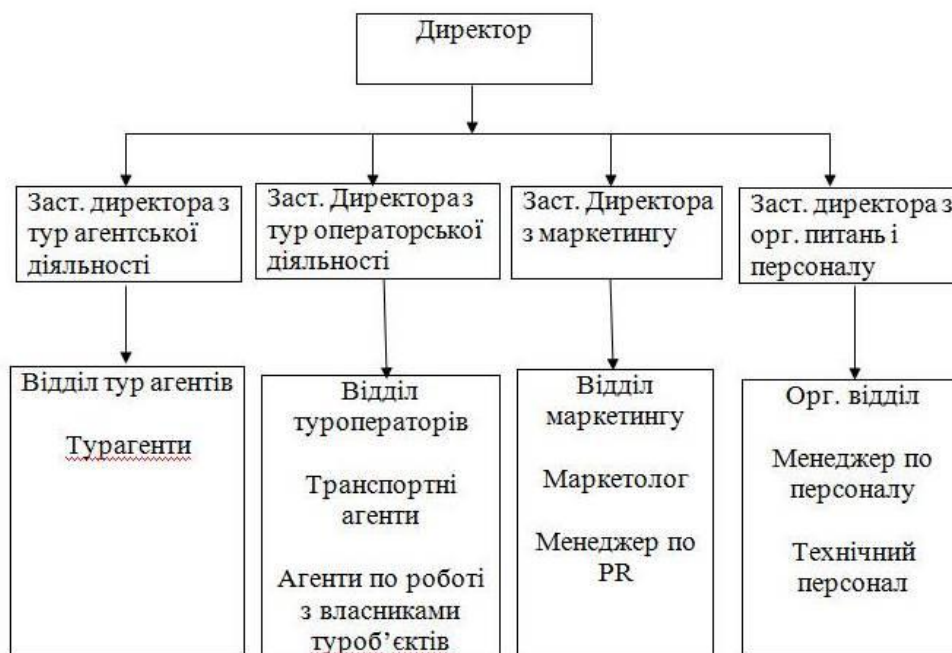 Директор
Заст. директора з
тур агентської
діяльності
Заст. Директора з
тур операторської
діяльності
Заст. Директора
з маркетингу
Заст. директора з
орг. питань і
персоналу
Відділ тур агентів
Турагенти
Відділ
туроператорів
Транспортні
агенти
Агенти по роботі
з власниками
туроб’єктів
Відділ
маркетингу
Маркетолог
Менеджер по
PR
Орг. відділ
Менеджер по
персоналу
Технічний
персонал